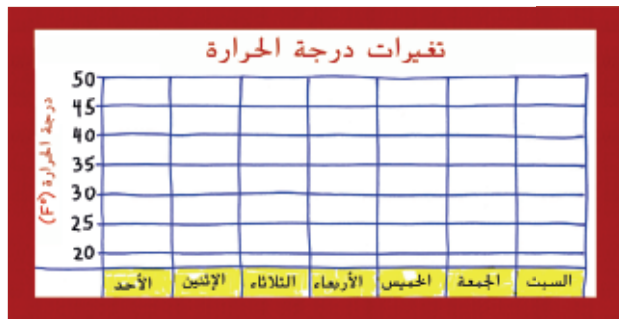 تغيرات درجة الحرارة
درجة الحرارة (F°)
50
45
40
35
30
25
20
الأحد الإثنين الثلاثاء الأربعاء الخميس الجمعة السبت